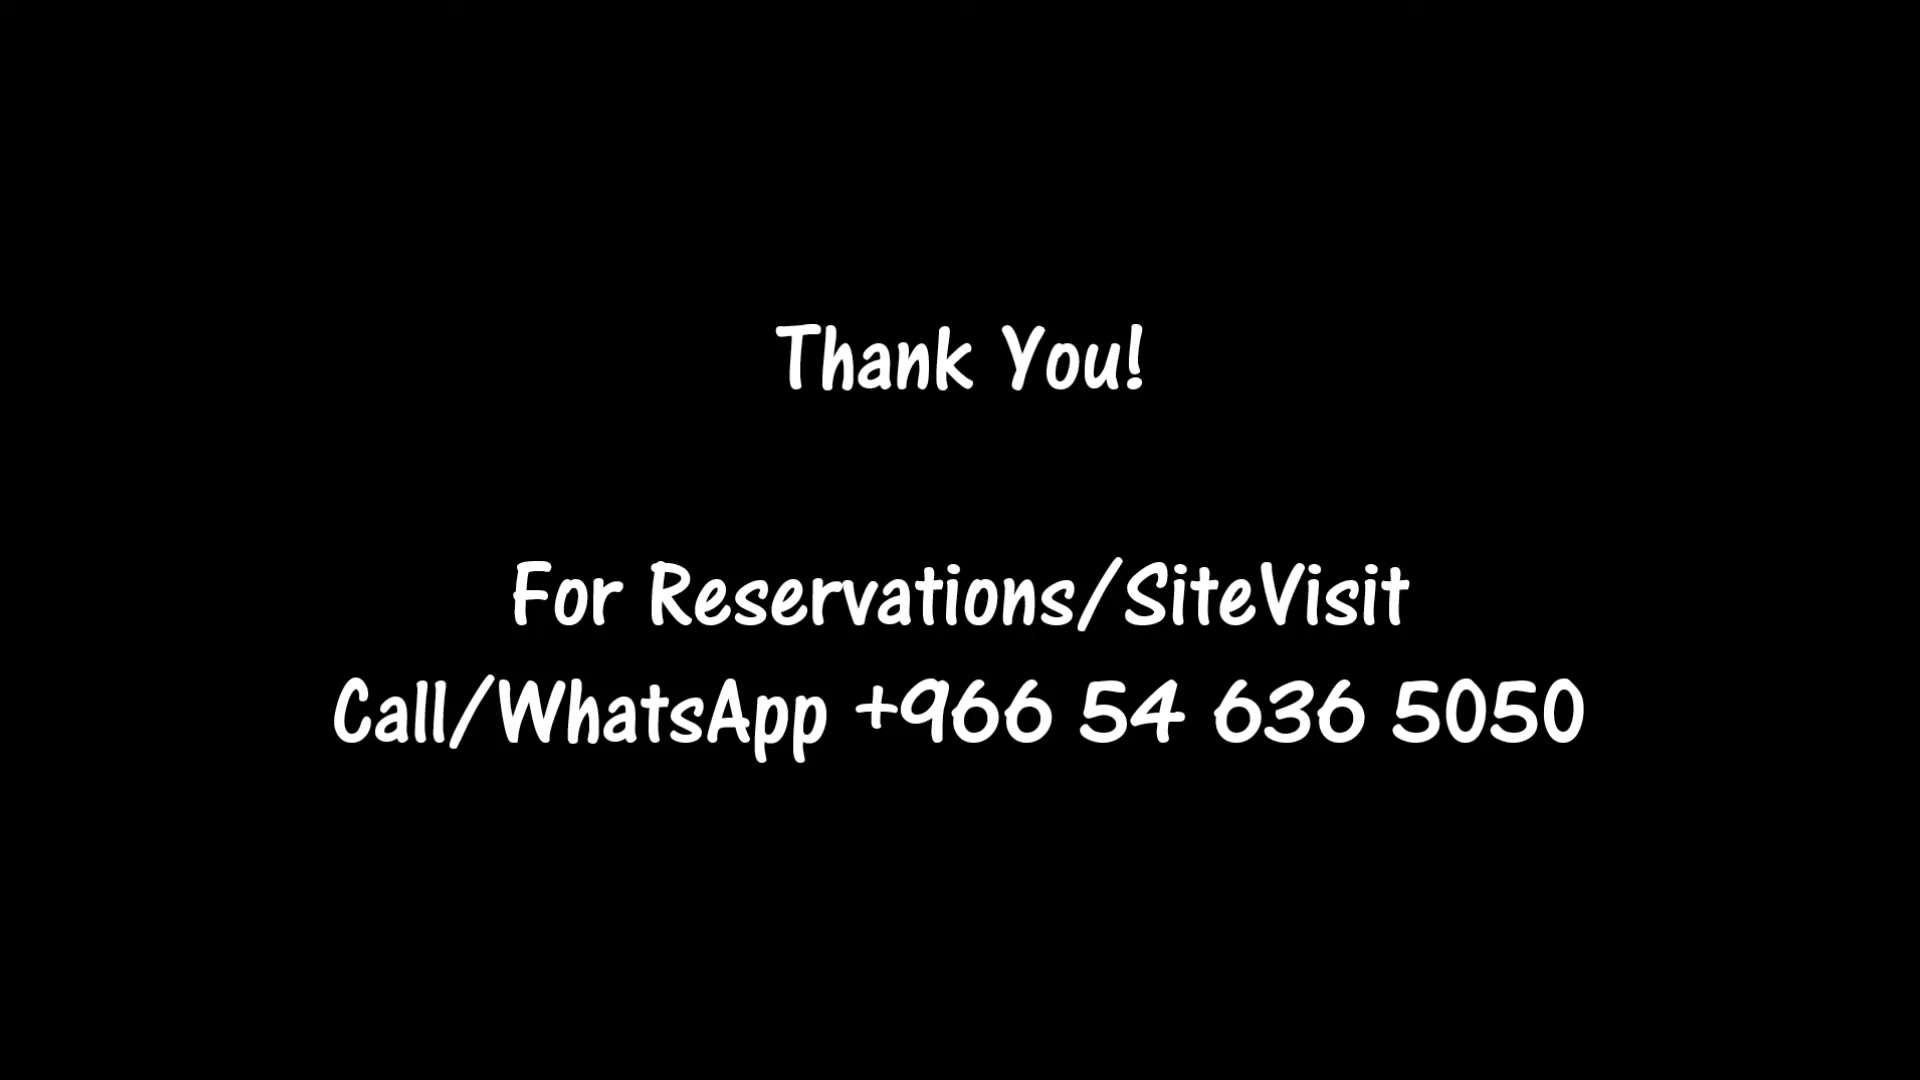 Thank You!
For Reservations/SiteVisit
Call/WhatsApp +966 54 636 5050